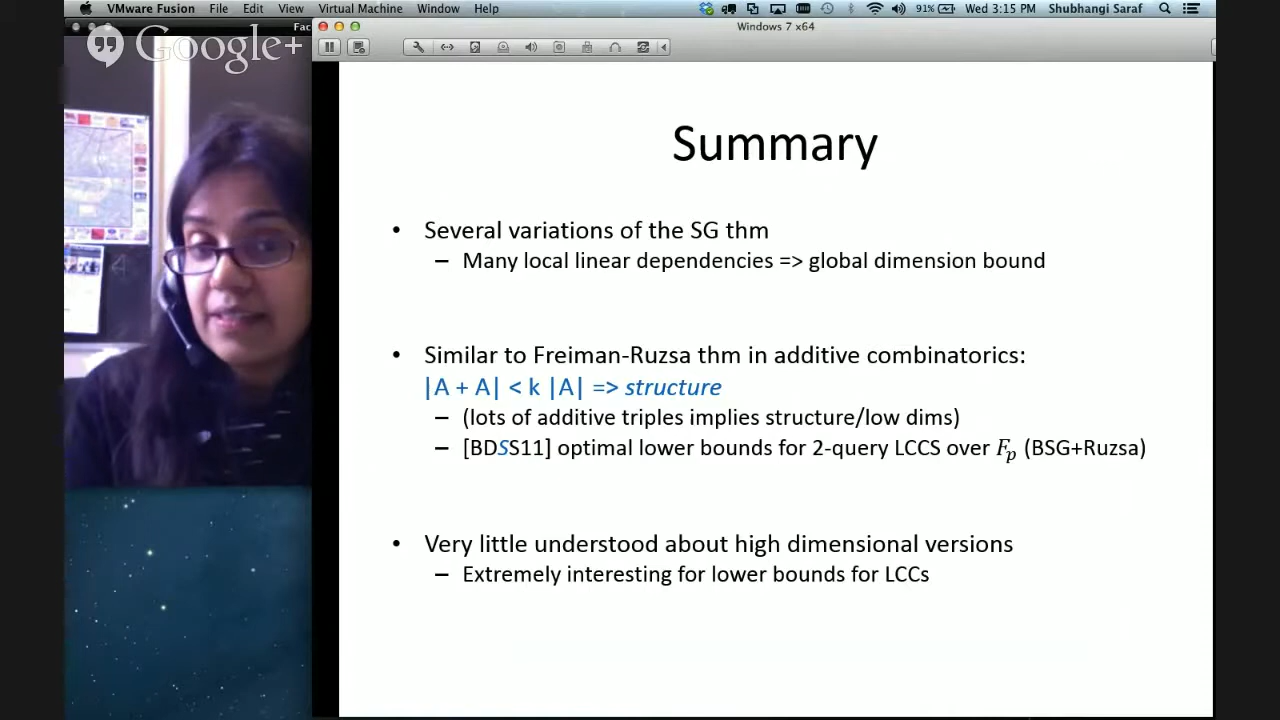 VMware Fusion File Edit View Virtual Machine Window Help 91% Wed 3:15 PM Shubhangi Saraf
Fac
Windows 7 x64
Google+
Summary
• Several variations of the SG thm
– Many local linear dependencies => global dimension bound
• Similar to Freiman-Ruzsa thm in additive combinatorics:
|A + A| < k |A| => structure
– (lots of additive triples implies structure/low dims)
– [BDSS11] optimal lower bounds for 2-query LCCS over Fp (BSG+Ruzsa)
• Very little understood about high dimensional versions
– Extremely interesting for lower bounds for LCCs